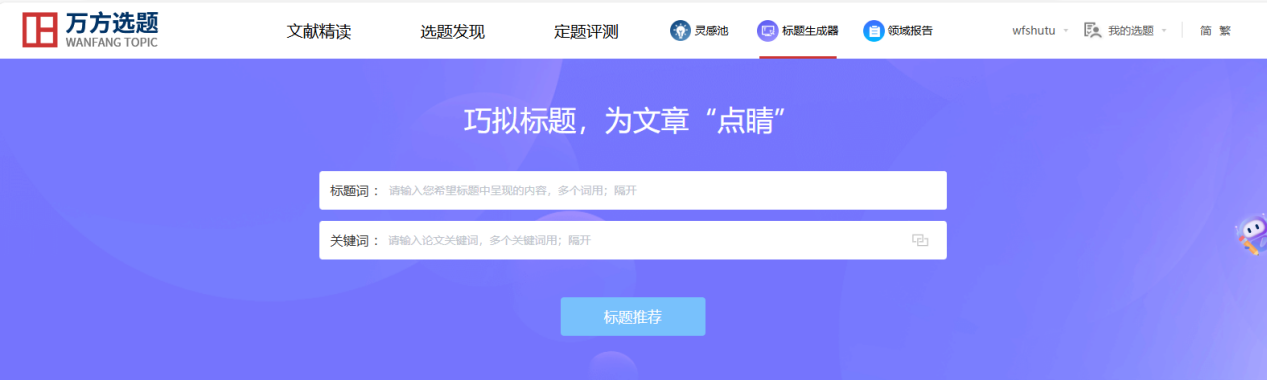 万方选题
WANFANG TOPIC
文献精读 选题发现 定题评测 灵感池 标题生成器 领域报告 wfshutu 我的选题 简 繁
巧拟标题，为文章“点睛”
标题词： 请输入您希望标题中呈现的内容，多个词用；隔开
关键词： 请输入论文关键词，多个关键词用；隔开
标题推荐